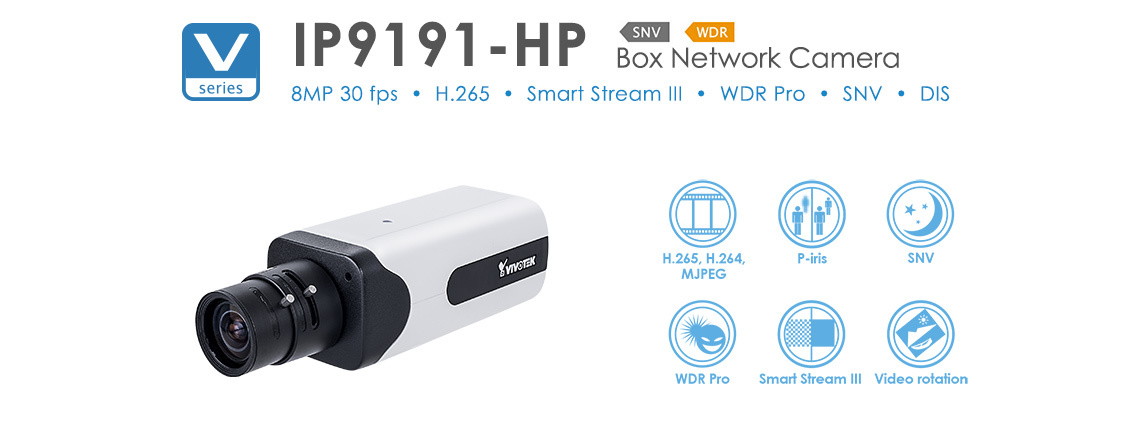 V
series
IP9191-HP
SNV
WDR
Box Network Camera
8MP 30 fps • H.265 • Smart Stream III • WDR Pro • SNV • DIS
VIVOTEK
H.265, H.264,
MJPEG
P-iris
SNV
WDR Pro
Smart Stream III
Video rotation